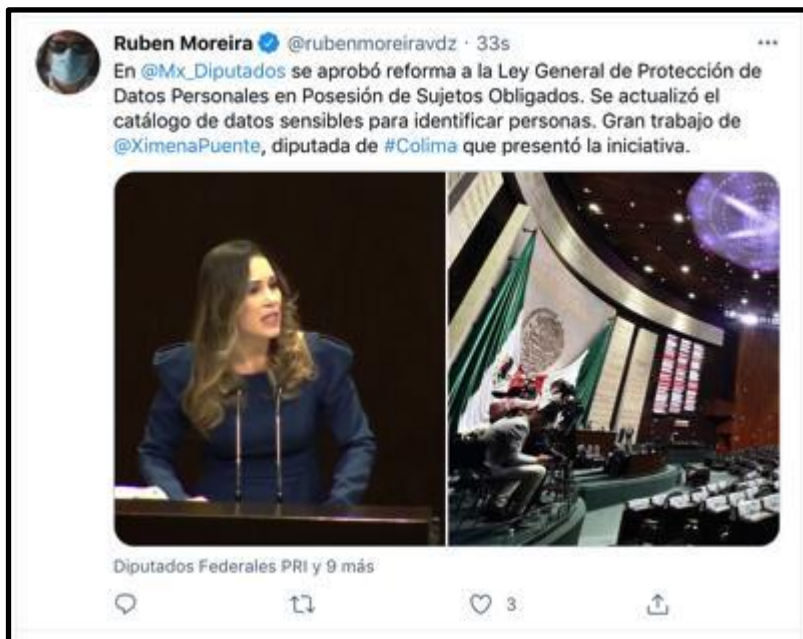 Ruben Moreira @rubenmoreiravdz · 33s
En @Mx_Diputados se aprobó reforma a la Ley General de Protección de
Datos Personales en Posesión de Sujetos Obligados. Se actualizó el
catálogo de datos sensibles para identificar personas. Gran trabajo de
@XimenaPuente, diputada de #Colima que presentó la iniciativa.
Diputados Federales PRI y 9 más
3